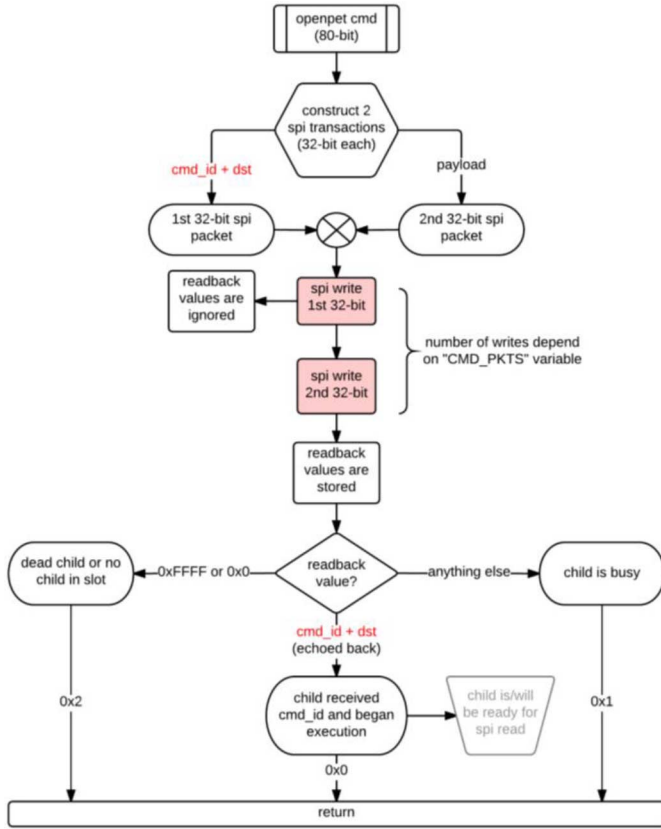 openpet cmd
(80-bit)
construct 2
spi transactions
(32-bit each)
cmd_id + dst
payload
1st 32-bit spi
packet
2nd 32-bit spi
packet
readback
values are
ignored
spi write
1st 32-bit
number of writes depend
on "CMD_PKTS" variable
spi write
2nd 32-bit
readback
values are
stored
dead child or no
child in slot
0xFFFF or 0x0
readback
value?
anything else
child is busy
cmd_id + dst
(echoed back)
child received
cmd_id and began
execution
child is/will
be ready for
spi read
0x2
0x1
0x0
return